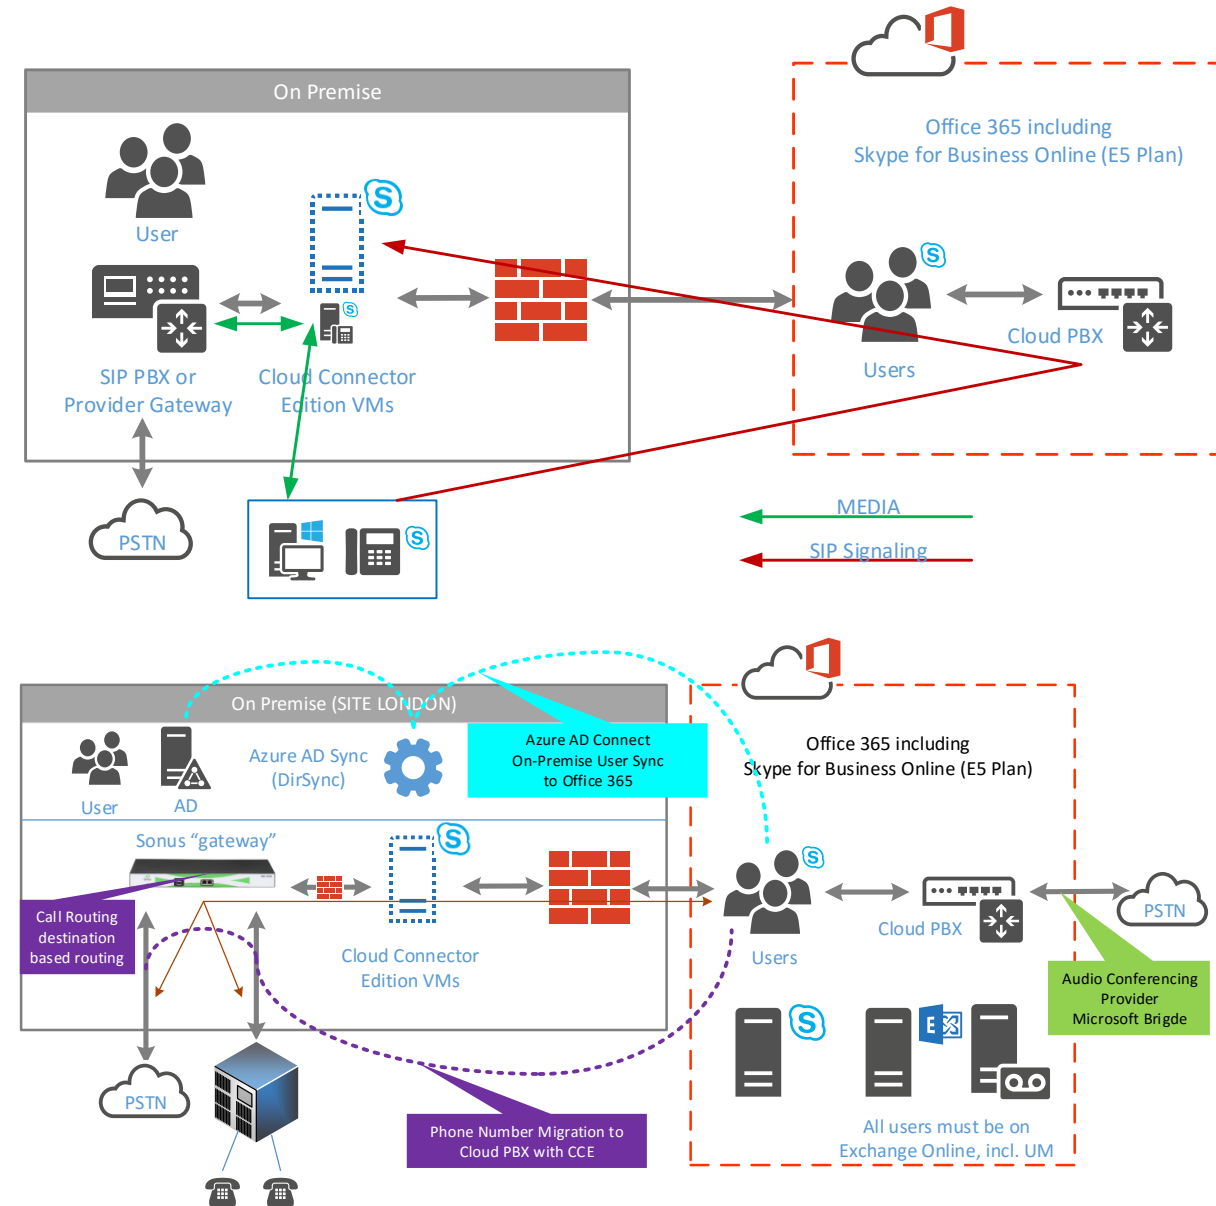 On Premise
Office 365 including
Skype for Business Online (E5 Plan)
User
SIP PBX or
Provider Gateway
Cloud Connector
Edition VMs
Users
Cloud PBX
PSTN
MEDIA
SIP Signaling
On Premise (SITE LONDON)
User
AD
Azure AD Sync
(DirSync)
Azure AD Connect
On-Premise User Sync
to Office 365
Office 365 including
Skype for Business Online (E5 Plan)
Sonus “gateway”
Call Routing
destination
based routing
Cloud Connector
Edition VMs
Users
Cloud PBX
PSTN
Audio Conferencing
Provider
Microsoft Brigde
PSTN
Phone Number Migration to
Cloud PBX with CCE
All users must be on
Exchange Online, incl. UM